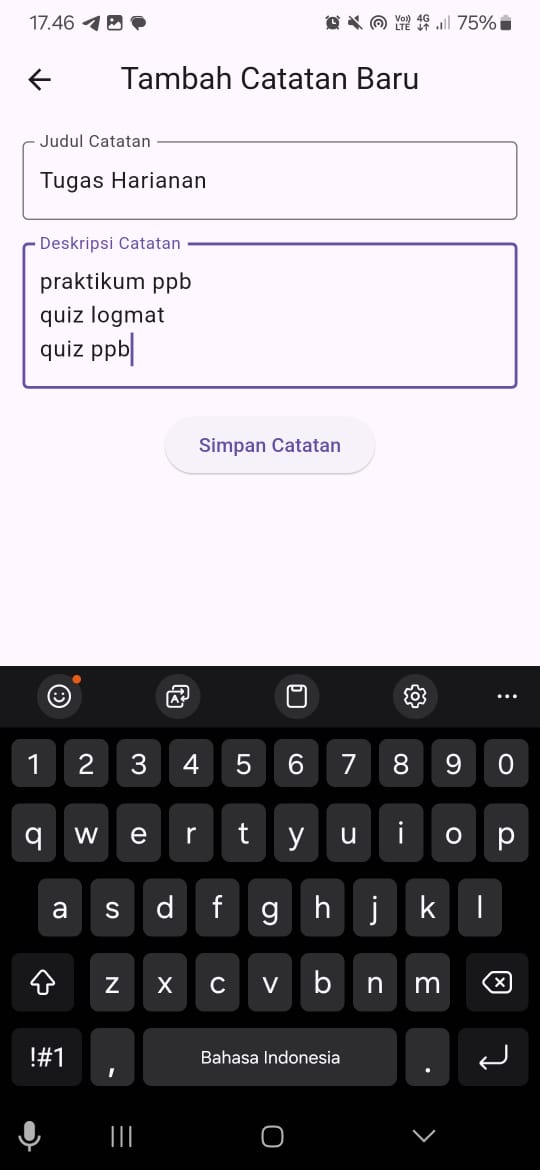 17.46 Vo) LTE 4G 75%
Tambah Catatan Baru
Judul Catatan
Tugas Harianan
Deskripsi Catatan
praktikum ppb
quiz logmat
quiz ppb
Simpan Catatan
1 2 3 4 5 6 7 8 9 0
q w e r t y u i o p
a s d f g h j k l
z x c v b n m
!#1 , Bahasa Indonesia .